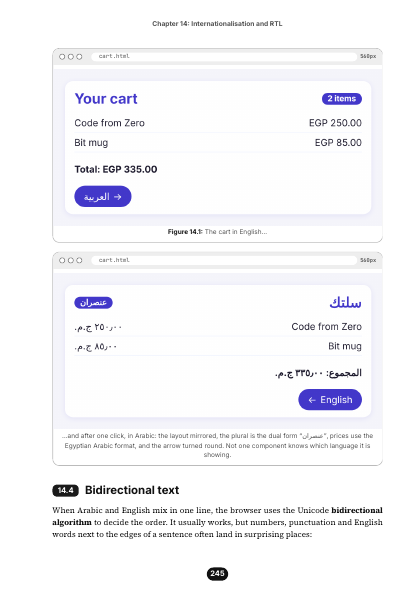 Chapter 14: Internationalisation and RTL
cart.html
560px
Your cart
2 items
Code from Zero
EGP 250.00
Bit mug
EGP 85.00
Total: EGP 335.00
العربية →
Figure 14.1: The cart in English...
cart.html
560px
سلتك
عنصران
Code from Zero
٢٥٠٫٠٠ ج.م.
Bit mug
٨٥٫٠٠ ج.م.
المجموع: ٣٣٥٫٠٠ ج.م.
← English
...and after one click, in Arabic: the layout mirrored, the plural is the dual form "عنصران", prices use the
Egyptian Arabic format, and the arrow turned round. Not one component knows which language it is
showing.
14.4 Bidirectional text
When Arabic and English mix in one line, the browser uses the Unicode bidirectional
algorithm to decide the order. It usually works, but numbers, punctuation and English
words next to the edges of a sentence often land in surprising places:
245